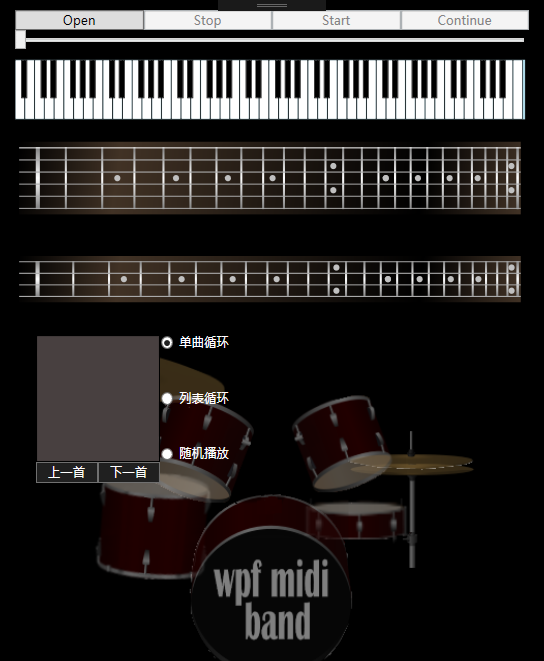 Open Stop Start Continue
单曲循环
列表循环
随机播放
上一首 下一首
wpf midi
band